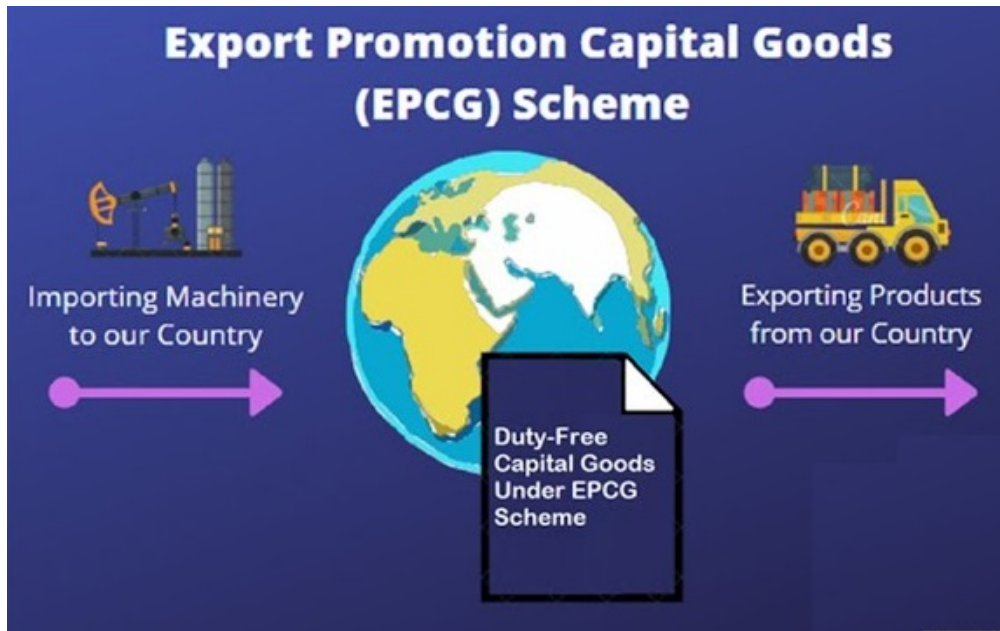 Export Promotion Capital Goods
(EPCG) Scheme
Importing Machinery
to our Country
Exporting Products
from our Country
Duty-Free
Capital Goods
Under EPCG
Scheme